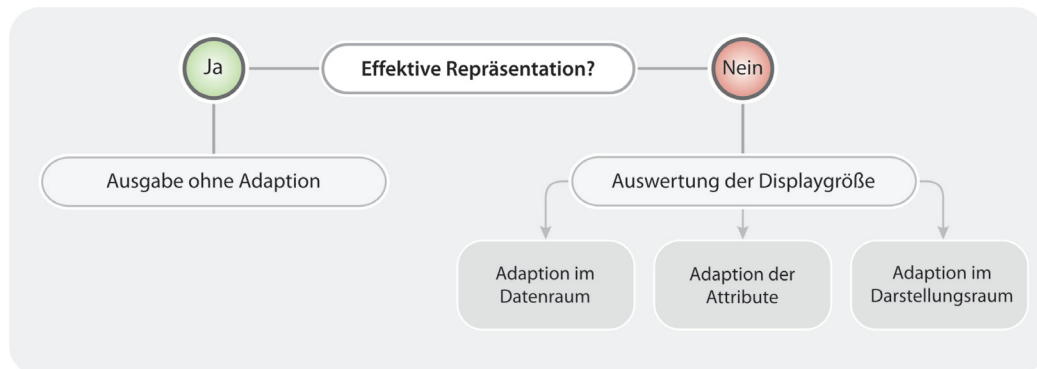 Ja
Effektive Repräsentation?
Nein
Ausgabe ohne Adaption
Auswertung der Displaygröße
Adaption im
Datenraum
Adaption der
Attribute
Adaption im
Darstellungsraum